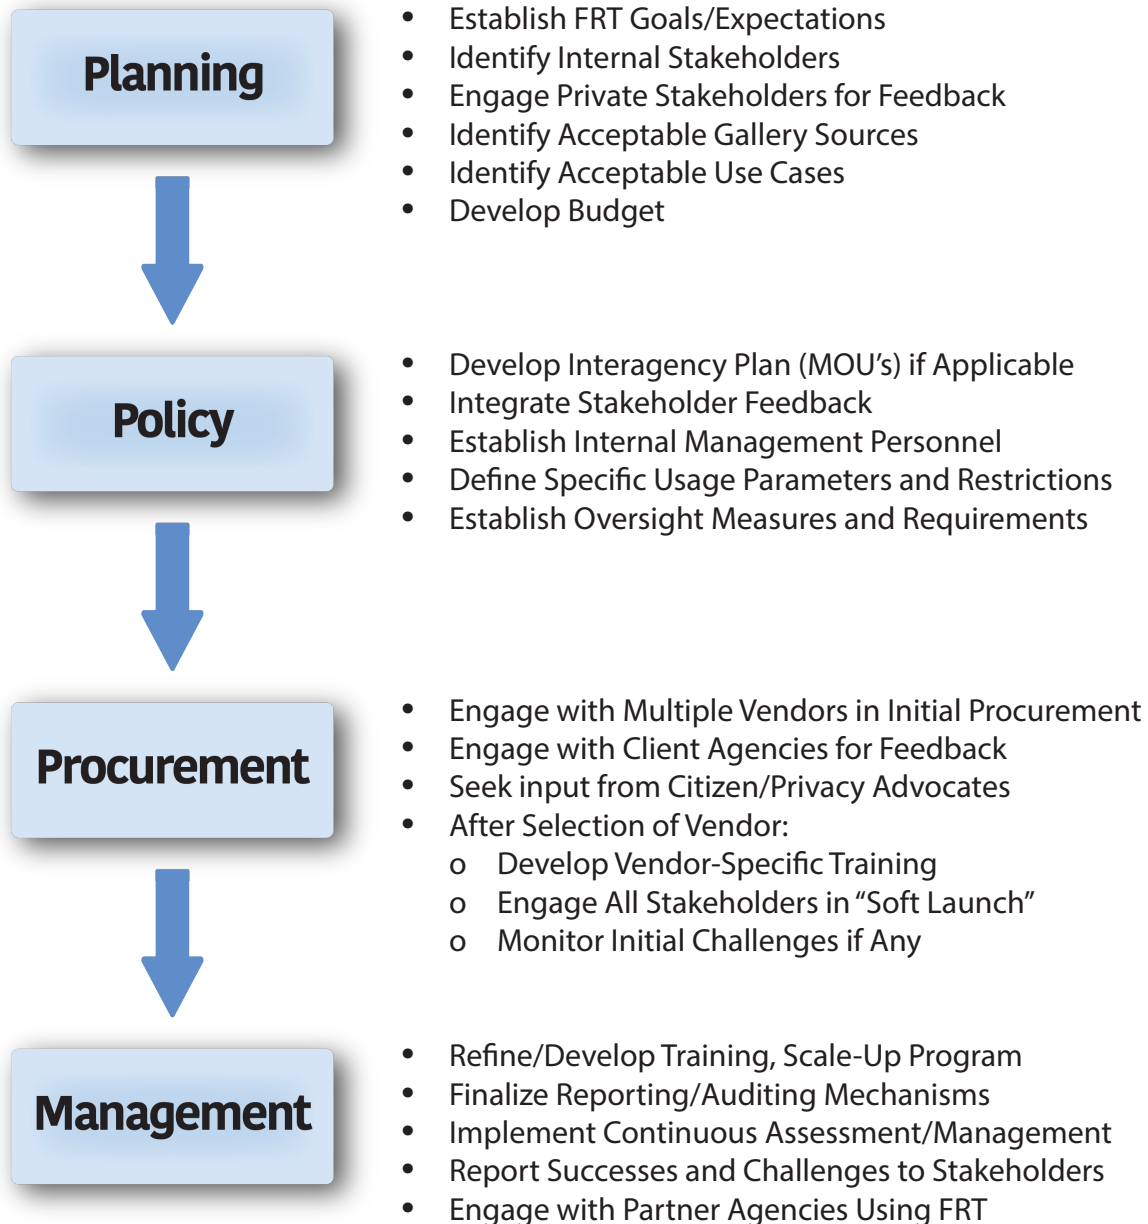 Planning
• Establish FRT Goals/Expectations
• Identify Internal Stakeholders
• Engage Private Stakeholders for Feedback
• Identify Acceptable Gallery Sources
• Identify Acceptable Use Cases
• Develop Budget
Policy
• Develop Interagency Plan (MOU's) if Applicable
• Integrate Stakeholder Feedback
• Establish Internal Management Personnel
• Define Specific Usage Parameters and Restrictions
• Establish Oversight Measures and Requirements
Procurement
• Engage with Multiple Vendors in Initial Procurement
• Engage with Client Agencies for Feedback
• Seek input from Citizen/Privacy Advocates
• After Selection of Vendor:
o Develop Vendor-Specific Training
o Engage All Stakeholders in “Soft Launch”
o Monitor Initial Challenges if Any
Management
• Refine/Develop Training, Scale-Up Program
• Finalize Reporting/Auditing Mechanisms
• Implement Continuous Assessment/Management
• Report Successes and Challenges to Stakeholders
• Engage with Partner Agencies Using FRT